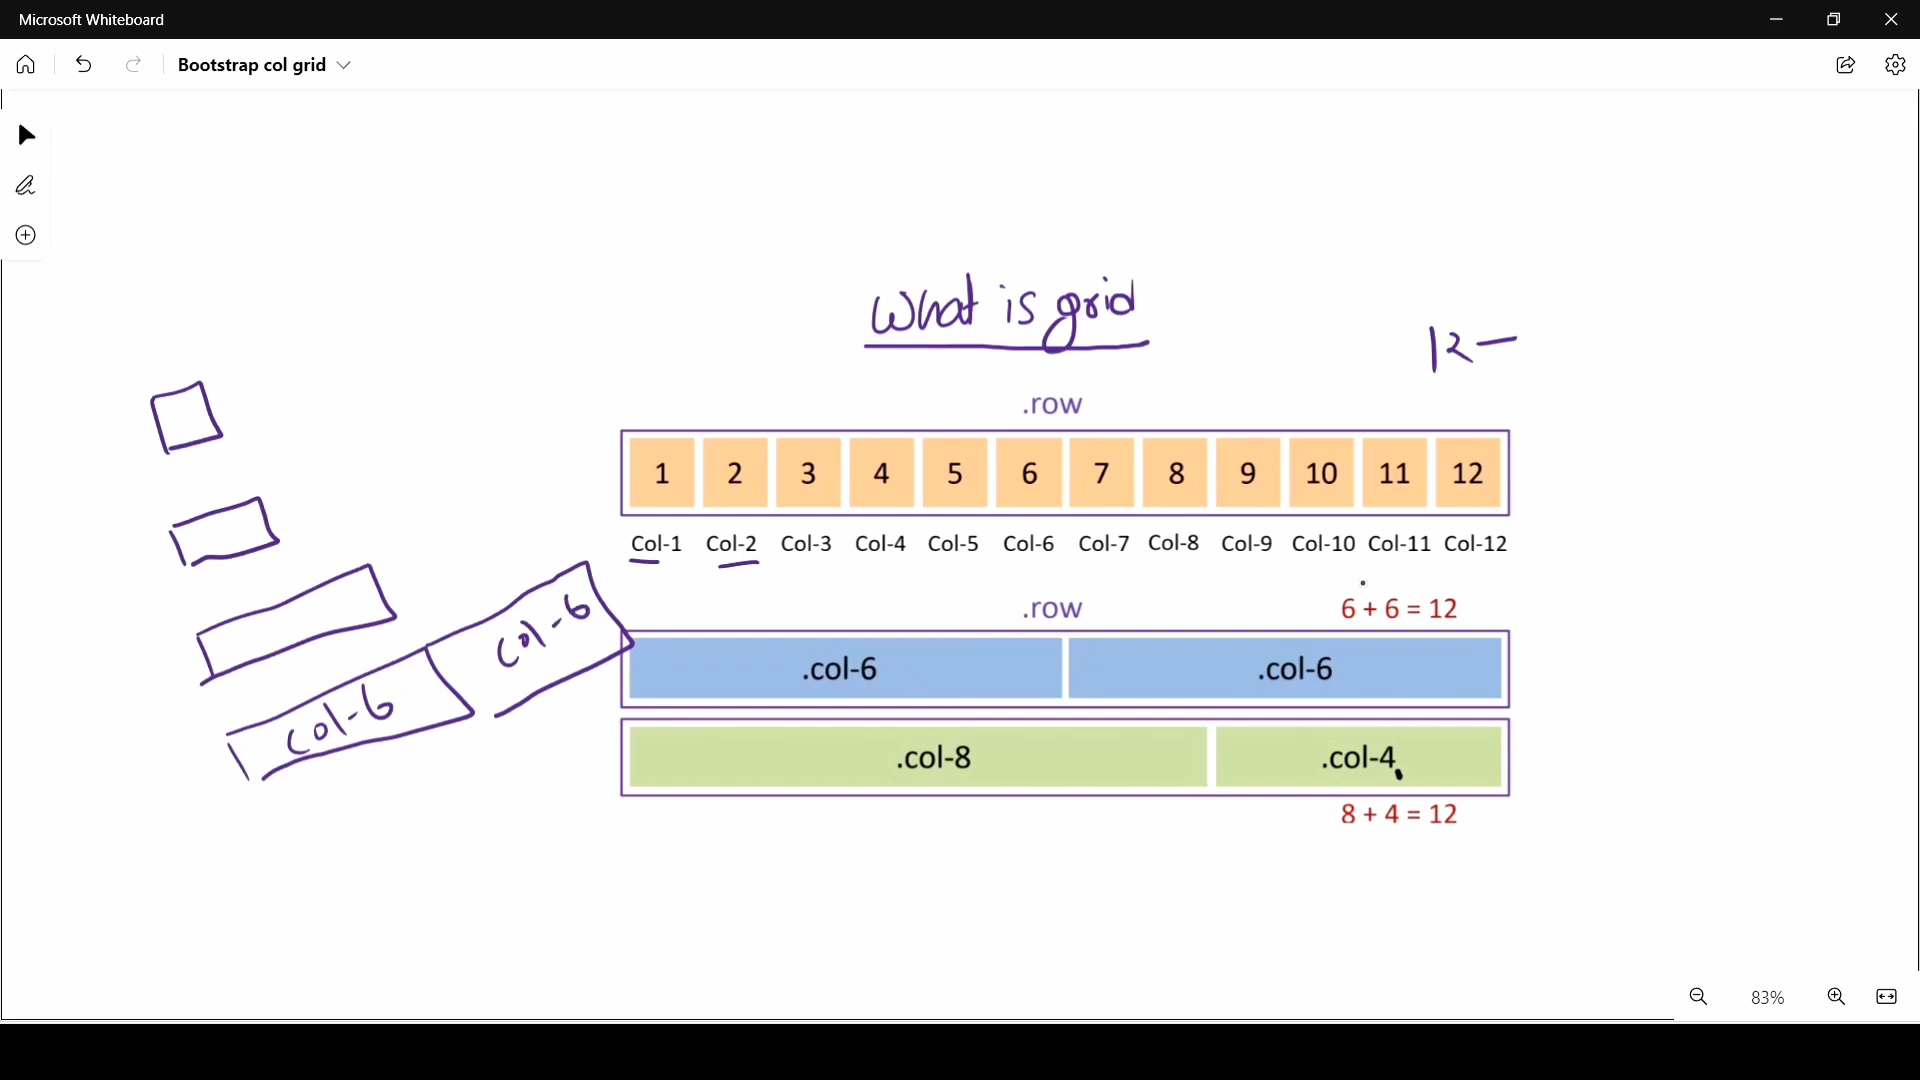 Microsoft Whiteboard
Bootstrap col grid
What is grid
12 -
.row
1 2 3 4 5 6 7 8 9 10 11 12
Col-1 Col-2 Col-3 Col-4 Col-5 Col-6 Col-7 Col-8 Col-9 Col-10 Col-11 Col-12
.row 6 + 6 = 12
col-6 col-6
.col-6 .col-6
.col-8 .col-4
8 + 4 = 12
83%